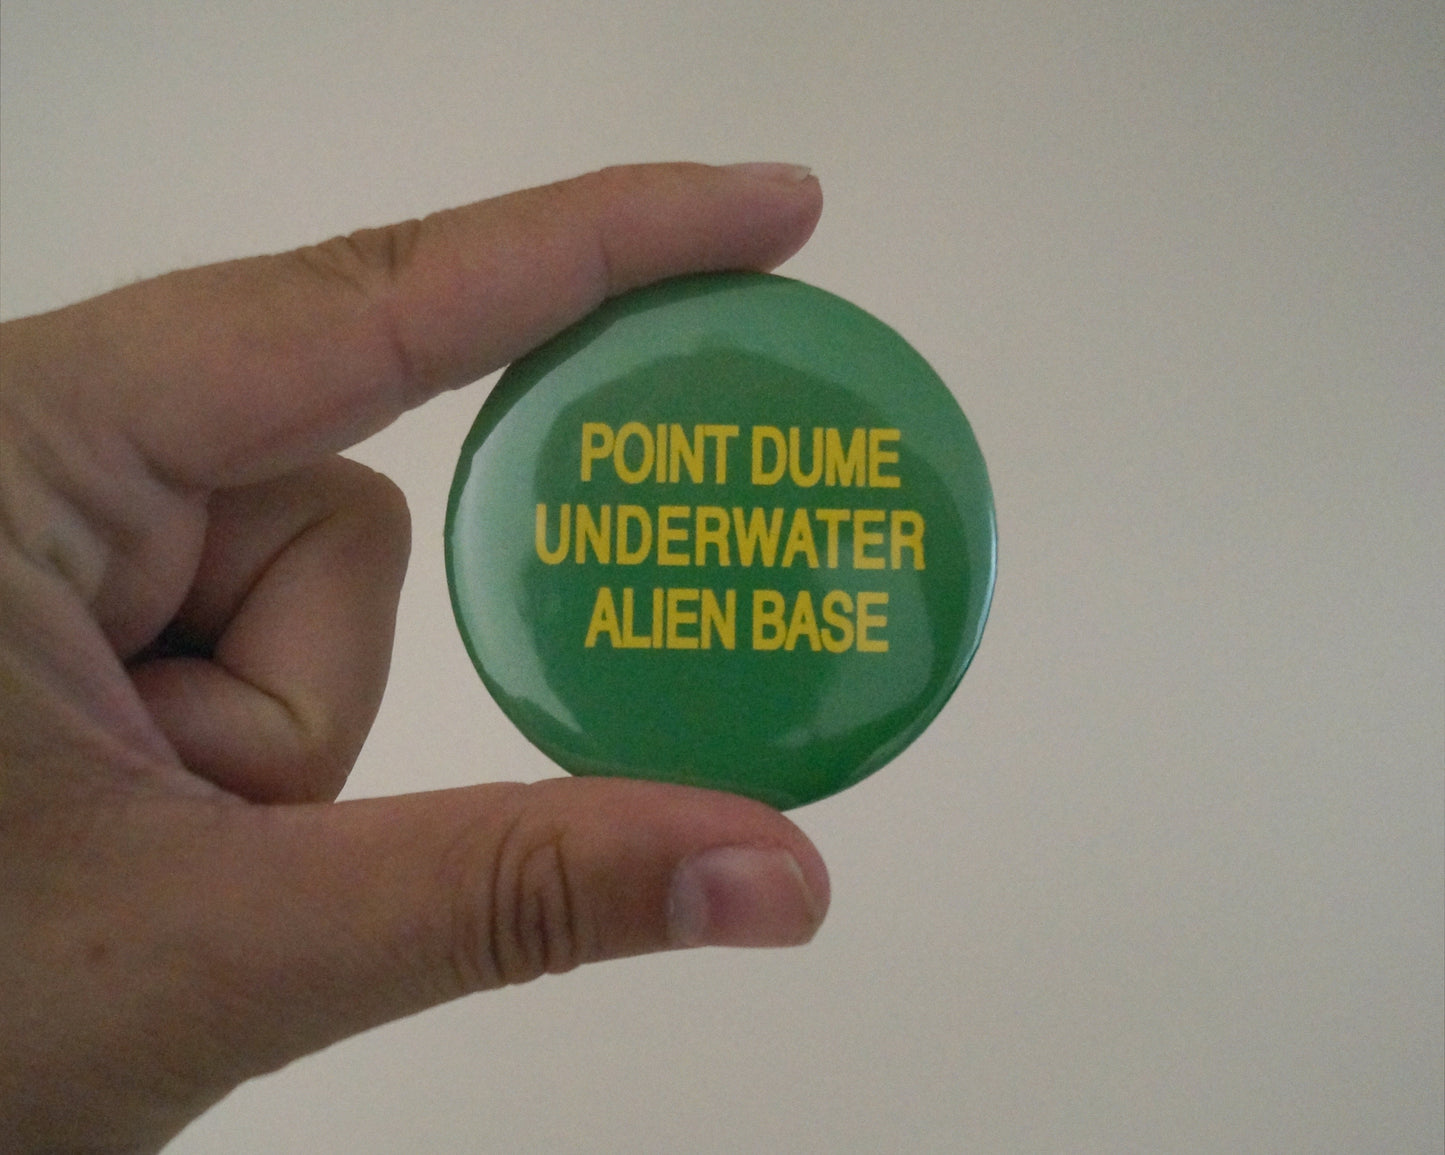 POINT DUME
UNDERWATER
ALIEN BASE